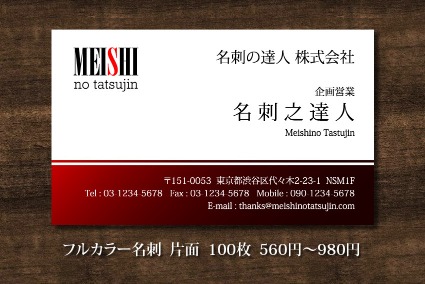 MEISHI
no tatsujin
名刺の達人 株式会社
企画営業
名刺之達人
Meishino Tastujin
〒151-0053 東京都渋谷区代々木2-23-1 NSM1F
Tel : 03 1234 5678 Fax : 03 1234 5678 Mobile : 090 1234 5678
E-mail : thanks@meishinotatsujin.com
フルカラー名刺 片面 100枚 560円～980円